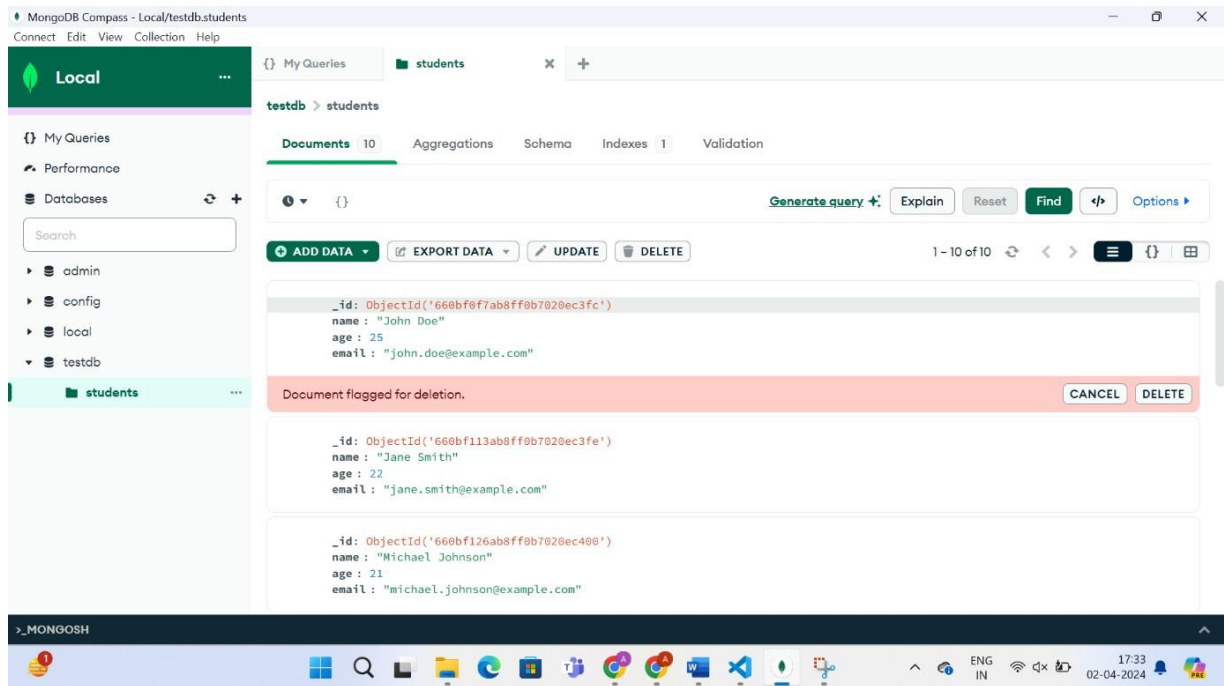 MongoDB Compass - Local/testdb.students
Connect Edit View Collection Help
Local ...
{} My Queries
students
testdb > students
{} My Queries
Performance
Databases
Search
admin
config
local
testdb
students ...
Documents 10 Aggregations Schema Indexes 1 Validation
{} Generate query Explain Reset Find </> Options
ADD DATA EXPORT DATA UPDATE DELETE 1 – 10 of 10 {}
_id: ObjectId('660bf0f7ab8ff0b7020ec3fc')
name : "John Doe"
age : 25
email : "john.doe@example.com"
Document flagged for deletion. CANCEL DELETE
_id: ObjectId('660bf113ab8ff0b7020ec3fe')
name : "Jane Smith"
age : 22
email : "jane.smith@example.com"
_id: ObjectId('660bf126ab8ff0b7020ec400')
name : "Michael Johnson"
age : 21
email : "michael.johnson@example.com"
>_MONGOSH
1
ENG
IN
17:33
02-04-2024
PRE